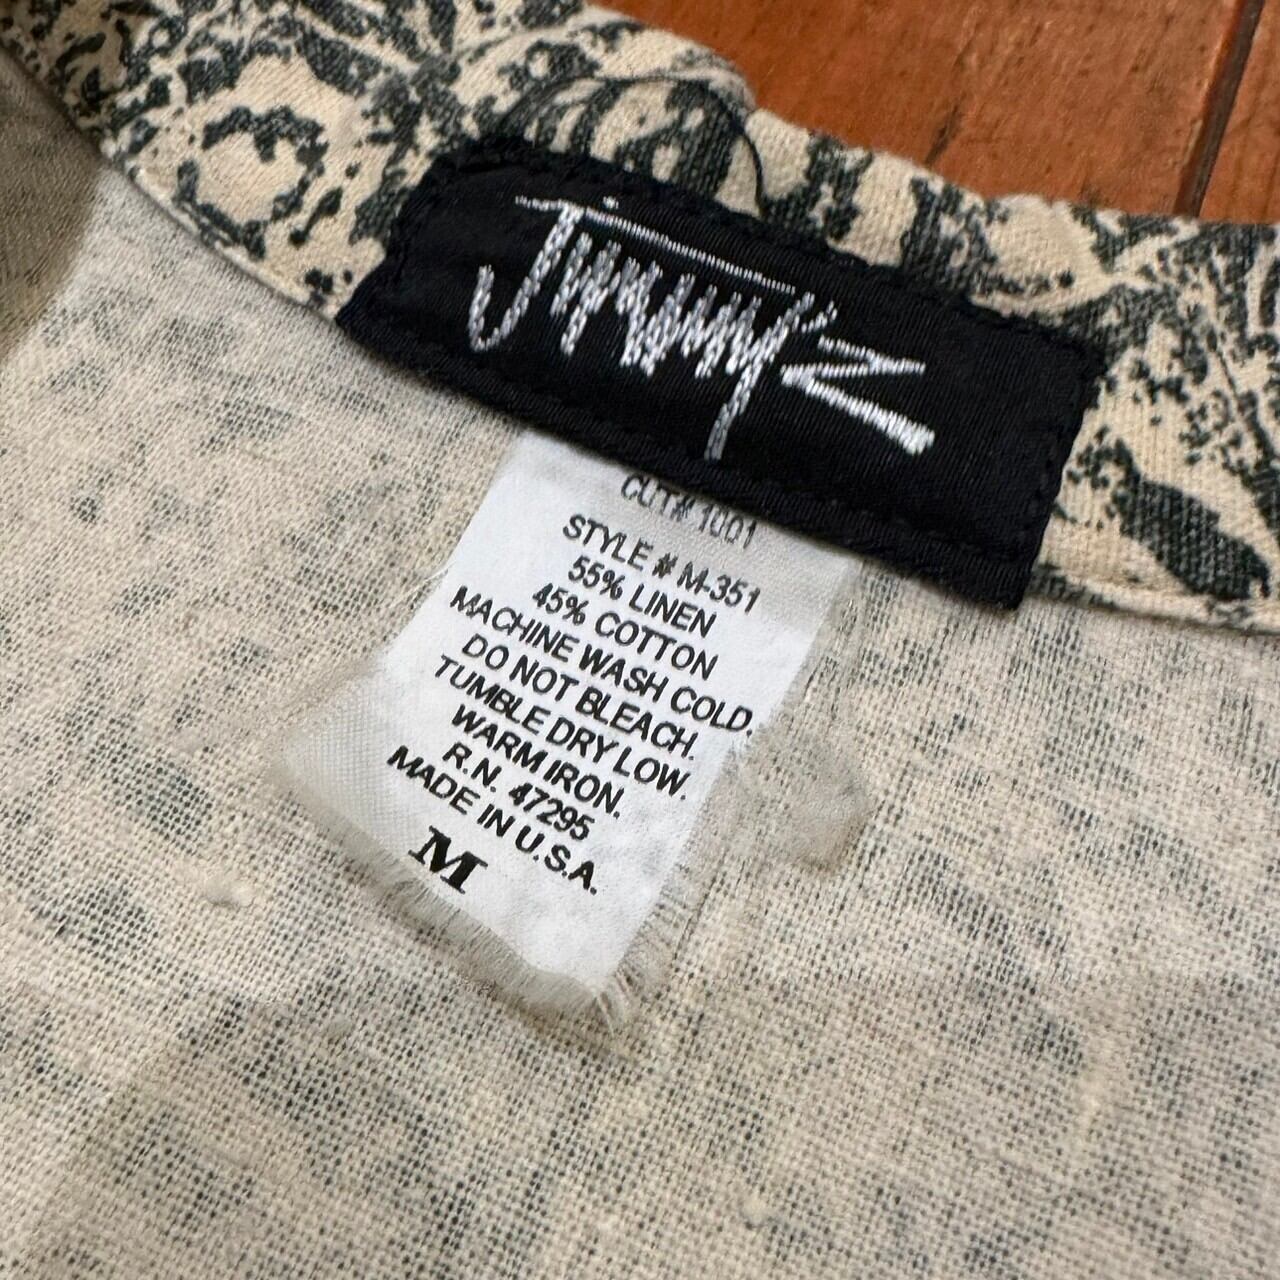 Jimmy'z
CUT# 1001
STYLE # M-351
55% LINEN
45% COTTON
MACHINE WASH COLD.
DO NOT BLEACH.
TUMBLE DRY LOW.
WARM IRON.
R.N. 47295
MADE IN U.S.A.
M